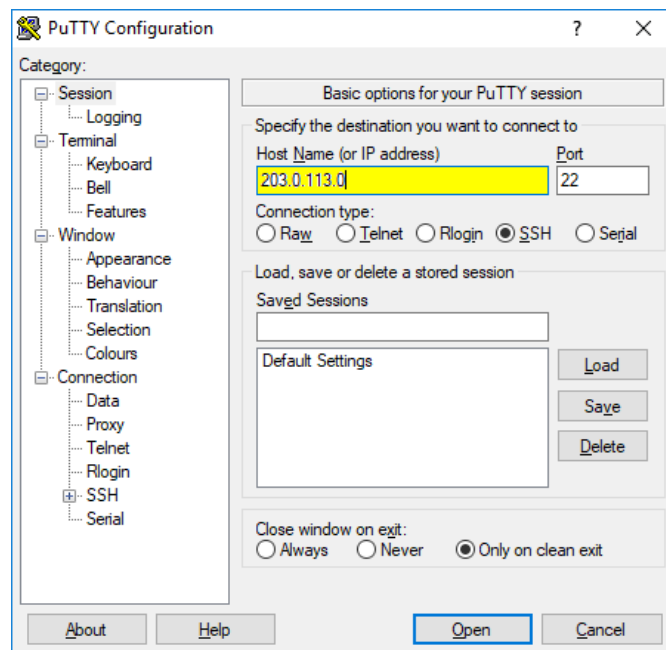 PuTTY Configuration ? ×
Category:
Session
Logging
Terminal
Keyboard
Bell
Features
Window
Appearance
Behaviour
Translation
Selection
Colours
Connection
Data
Proxy
Telnet
Rlogin
SSH
Serial
Basic options for your PuTTY session
Specify the destination you want to connect to
Host Name (or IP address) Port
203.0.113.0 22
Connection type:
Raw Telnet Rlogin SSH Serial
Load, save or delete a stored session
Saved Sessions
Default Settings
Load
Save
Delete
Close window on exit:
Always Never Only on clean exit
About Help Open Cancel